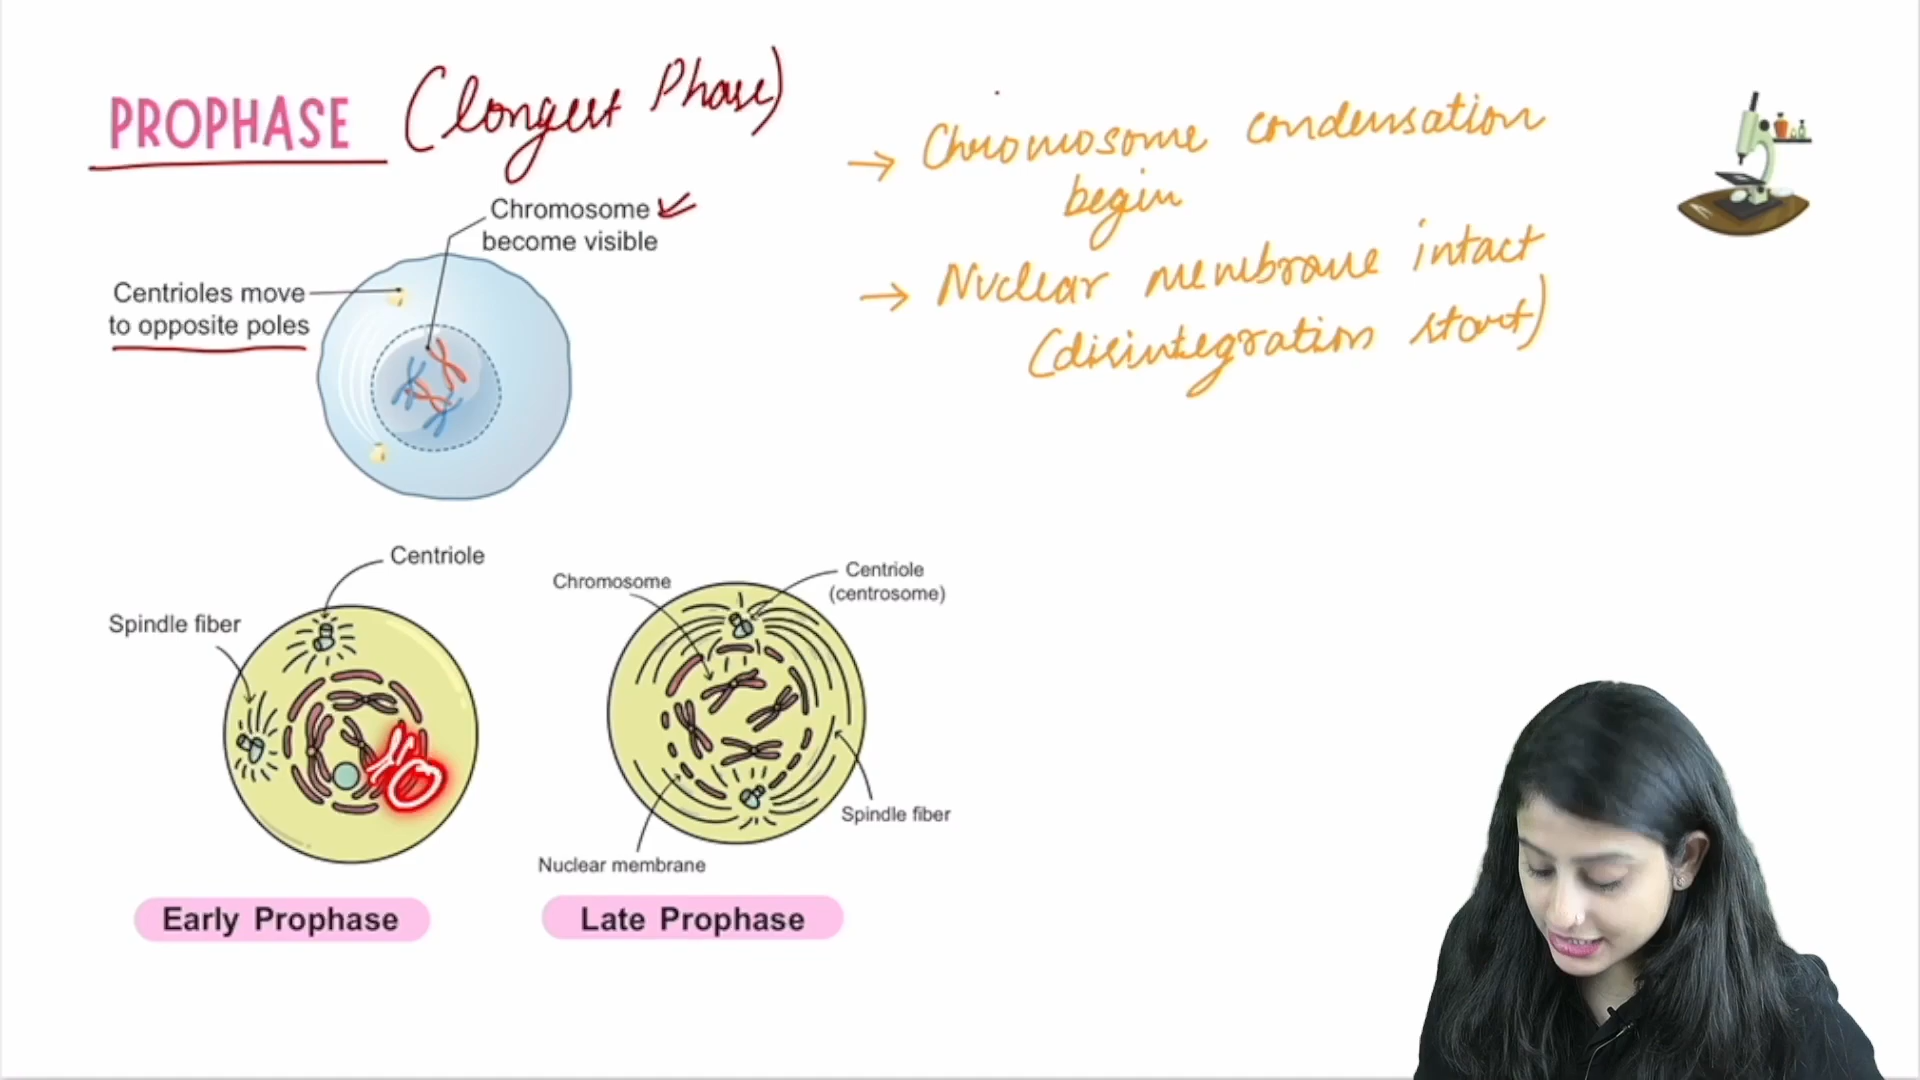 PROPHASE (longest Phase)
Chromosome
become visible
Centrioles move
to opposite poles
→ Chromosome condensation
begin
→ Nuclear membrane intact
(disintegration start)
Centriole
Spindle fiber
Early Prophase
Chromosome
Centriole
(centrosome)
Spindle fiber
Nuclear membrane
Late Prophase